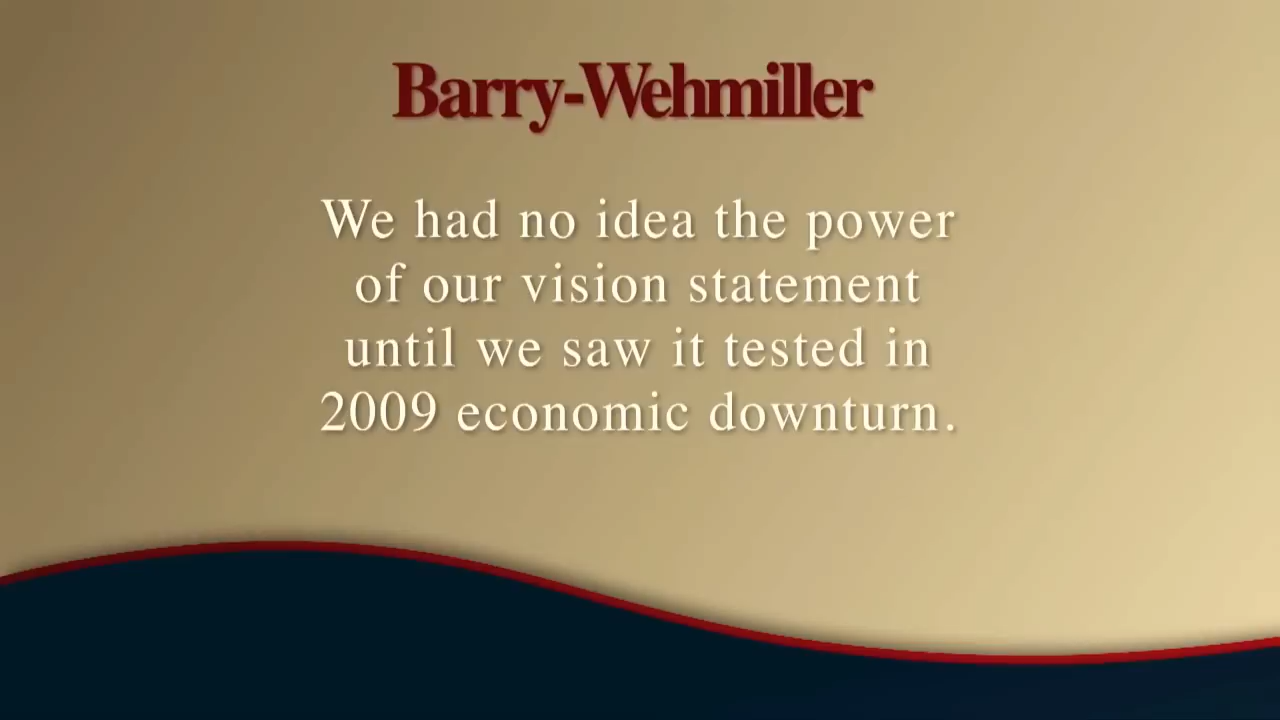 Barry-Wehmiller
We had no idea the power
of our vision statement
until we saw it tested in
2009 economic downturn.